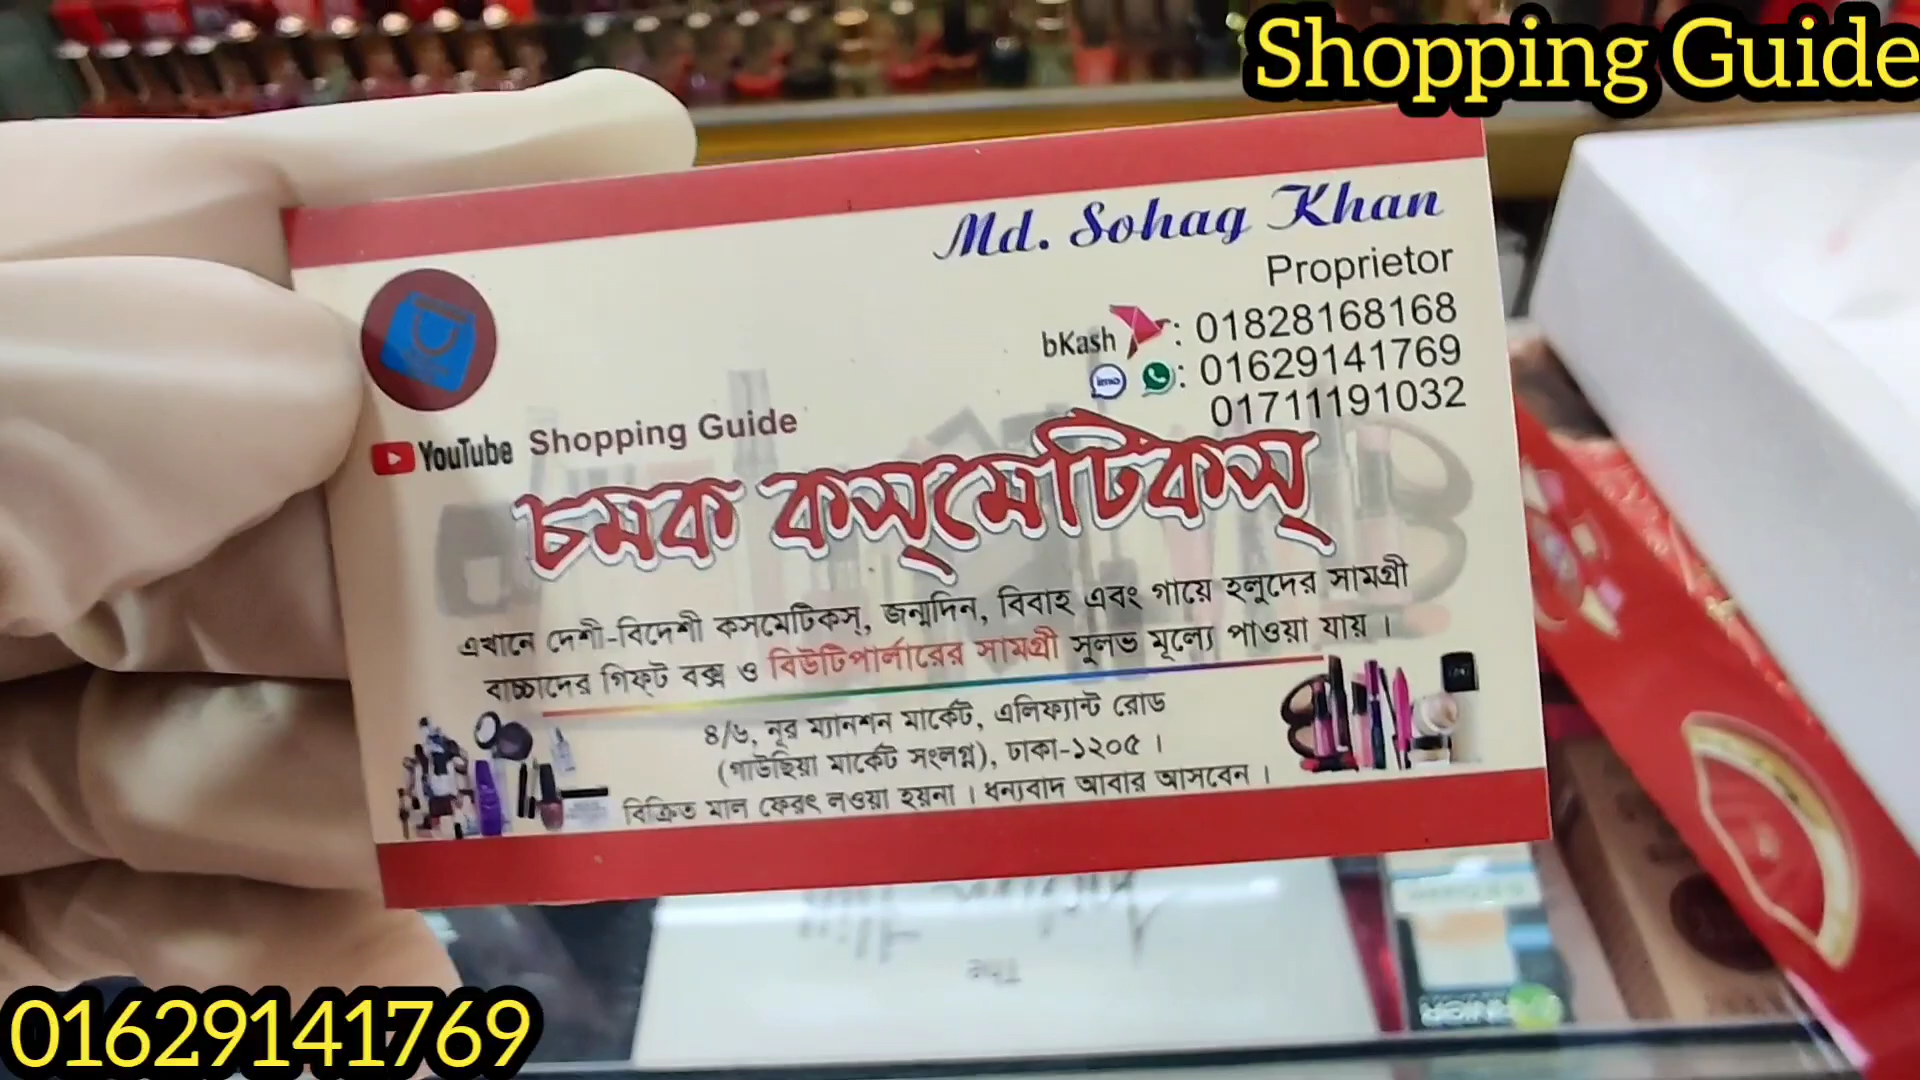 Shopping Guide
Md. Sohag Khan
Proprietor
bKash : 01828168168
imo : 01629141769
01711191032
YouTube Shopping Guide
চমক কস্মেটিকস্
এখানে দেশী-বিদেশী কসমেটিকস্, জন্মদিন, বিবাহ এবং গায়ে হলুদের সামগ্রী
বাচ্চাদের গিফ্ট বক্স ও বিউটিপার্লারের সামগ্রী সুলভ মূল্যে পাওয়া যায় ।
৪/৬, নূর ম্যানশন মার্কেট, এলিফ্যান্ট রোড
(গাউছিয়া মার্কেট সংলগ্ন), ঢাকা-১২০৫ ।
বিক্রিত মাল ফেরৎ নওয়া হয়না । ধন্যবাদ আবার আসবেন ।
The
01629141769